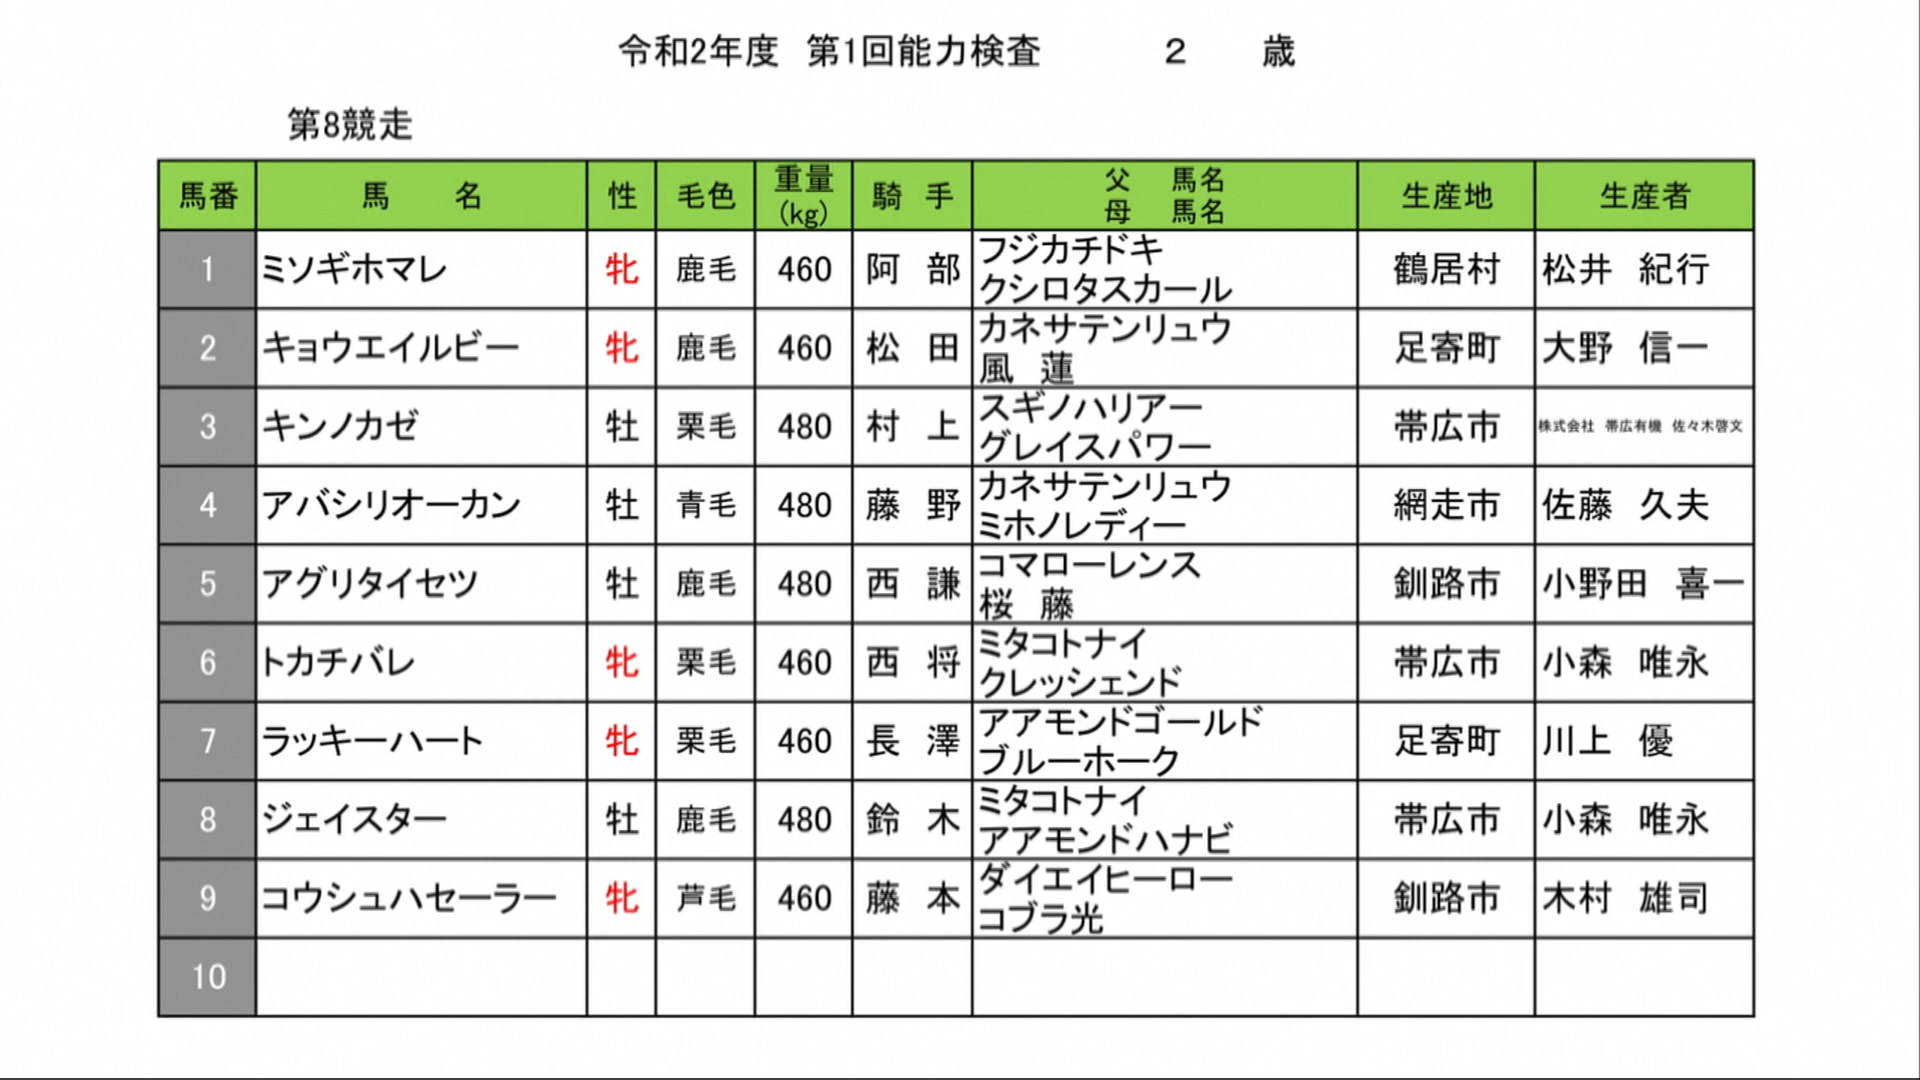 令和2年度 第1回能力検査 2 歳
第8競走
馬番 馬 名 性 毛色 重量(kg) 騎 手 父 馬名 母 馬名 生産地 生産者
1 ミソギホマレ 牝 鹿毛 460 阿 部 フジカチドキ クシロタスカール 鶴居村 松井 紀行
2 キョウエイルビー 牝 鹿毛 460 松 田 カネサテンリュウ 風 蓮 足寄町 大野 信一
3 キンノカゼ 牡 栗毛 480 村 上 スギノハリアー グレイスパワー 帯広市 株式会社 帯広有機 佐々木啓文
4 アバシリオーカン 牡 青毛 480 藤 野 カネサテンリュウ ミホノレディー 網走市 佐藤 久夫
5 アグリタイセツ 牡 鹿毛 480 西 謙 コマローレンス 桜 藤 釧路市 小野田 喜一
6 トカチバレ 牝 栗毛 460 西 将 ミタコトナイ クレッシェンド 帯広市 小森 唯永
7 ラッキーハート 牝 栗毛 460 長 澤 アアモンドゴールド ブルーホーク 足寄町 川上 優
8 ジェイスター 牡 鹿毛 480 鈴 木 ミタコトナイ アアモンドハナビ 帯広市 小森 唯永
9 コウシュハセーラー 牝 芦毛 460 藤 本 ダイエイヒーロー コブラ光 釧路市 木村 雄司
10